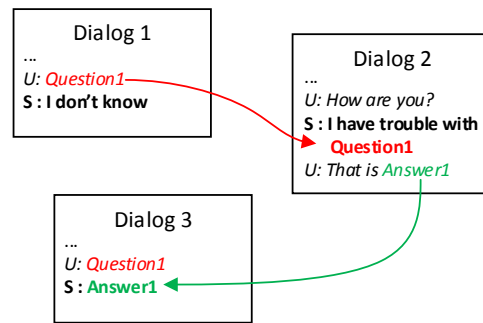 Dialog 1
...
U: Question1
S : I don't know
Dialog 2
...
U: How are you?
S : I have trouble with
Question1
U: That is Answer1
Dialog 3
...
U: Question1
S : Answer1